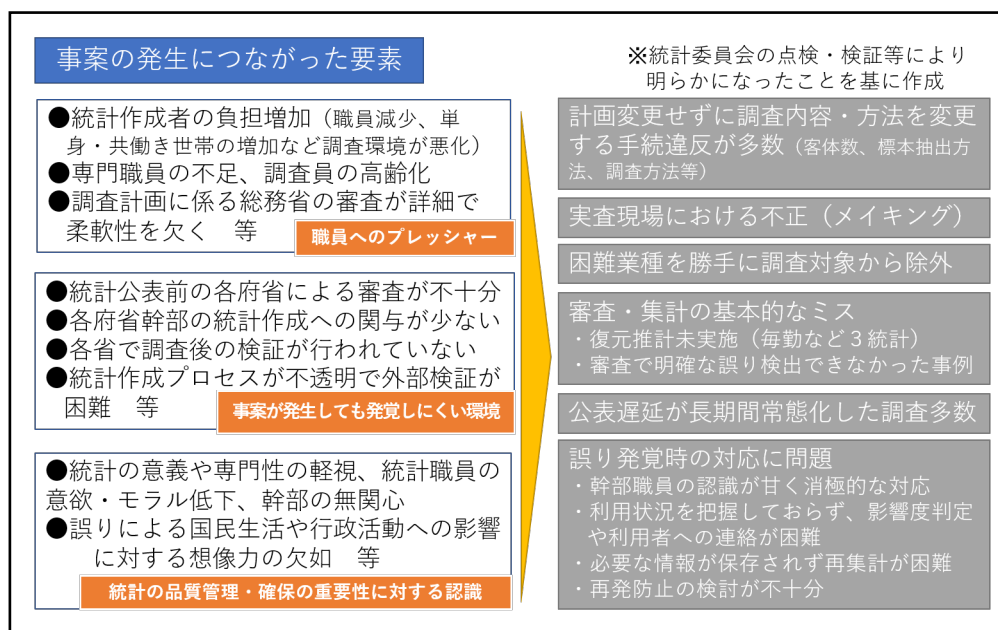 事案の発生につながった要素
●統計作成者の負担増加（職員減少、単
身・共働き世帯の増加など調査環境が悪化）
●専門職員の不足、調査員の高齢化
●調査計画に係る総務省の審査が詳細で
柔軟性を欠く　等
職員へのプレッシャー
●統計公表前の各府省による審査が不十分
●各府省幹部の統計作成への関与が少ない
●各省で調査後の検証が行われていない
●統計作成プロセスが不透明で外部検証が
困難　等
事案が発生しても発覚しにくい環境
●統計の意義や専門性の軽視、統計職員の
意欲・モラル低下、幹部の無関心
●誤りによる国民生活や行政活動への影響
に対する想像力の欠如　等
統計の品質管理・確保の重要性に対する認識
※統計委員会の点検・検証等により
明らかになったことを基に作成
計画変更せずに調査内容・方法を変更
する手続違反が多数（客体数、標本抽出方
法、調査方法等）
実査現場における不正（メイキング）
困難業種を勝手に調査対象から除外
審査・集計の基本的なミス
・復元推計未実施（毎勤など３統計）
・審査で明確な誤り検出できなかった事例
公表遅延が長期間常態化した調査多数
誤り発覚時の対応に問題
・幹部職員の認識が甘く消極的な対応
・利用状況を把握しておらず、影響度判定
や利用者への連絡が困難
・必要な情報が保存されず再集計が困難
・再発防止の検討が不十分